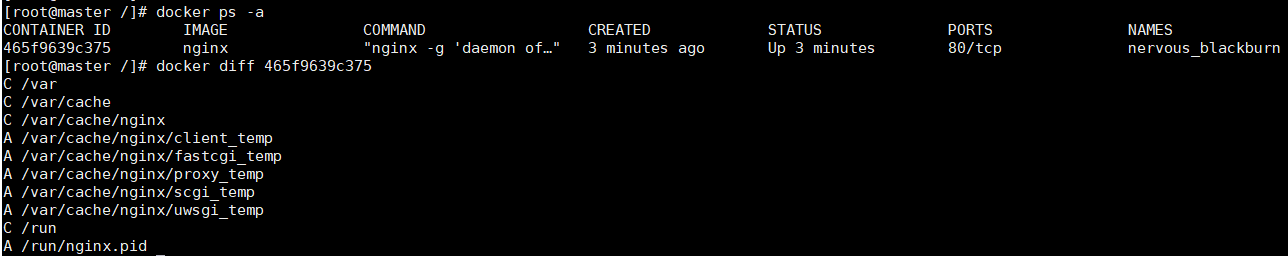 [root@master /]# docker ps -a
CONTAINER ID        IMAGE               COMMAND                  CREATED             STATUS              PORTS               NAMES
465f9639c375        nginx               "nginx -g 'daemon of…"   3 minutes ago       Up 3 minutes        80/tcp              nervous_blackburn
[root@master /]# docker diff 465f9639c375
C /var
C /var/cache
C /var/cache/nginx
A /var/cache/nginx/client_temp
A /var/cache/nginx/fastcgi_temp
A /var/cache/nginx/proxy_temp
A /var/cache/nginx/scgi_temp
A /var/cache/nginx/uwsgi_temp
C /run
A /run/nginx.pid